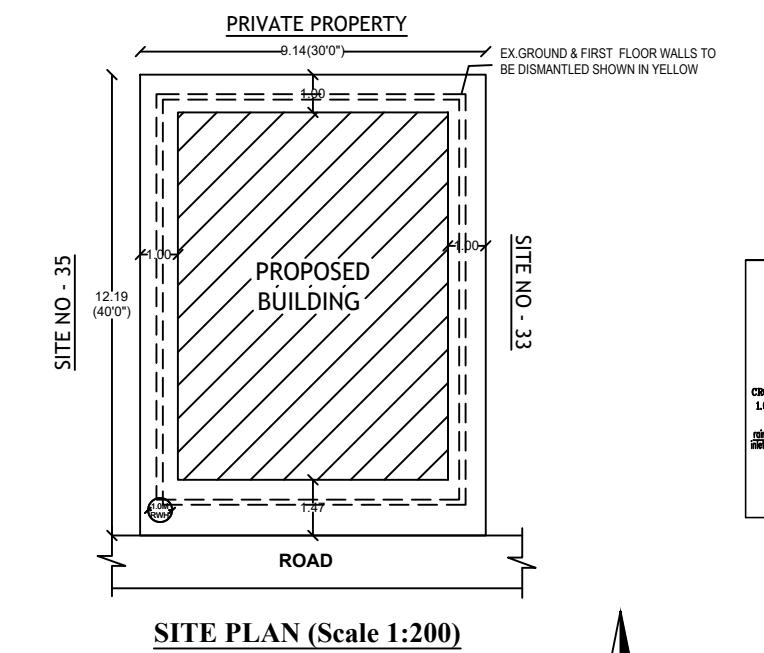 PRIVATE PROPERTY
9.14(30'0")
EX.GROUND & FIRST FLOOR WALLS TO
BE DISMANTLED SHOWN IN YELLOW
1.00
1.00
1.00
SITE NO - 35
12.19
(40'0")
PROPOSED
BUILDING
SITE NO - 33
1.0M
RWH
1.47
ROAD
SITE PLAN (Scale 1:200)